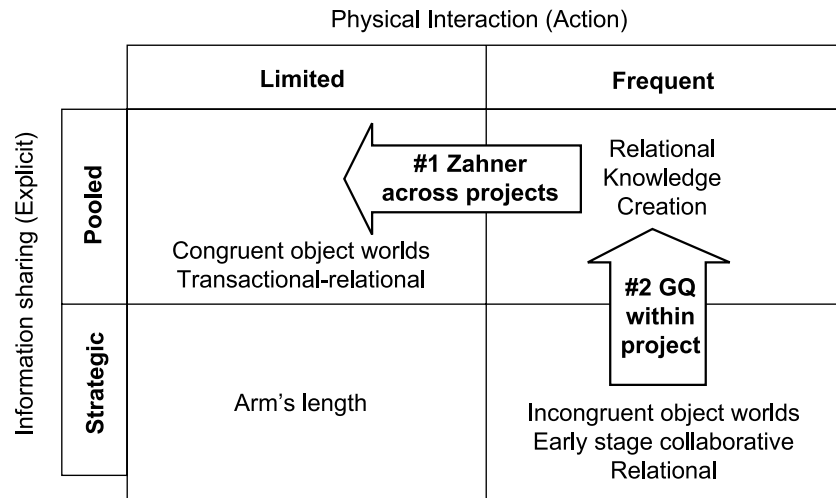 Physical Interaction (Action)
Limited
Frequent
Information sharing (Explicit)
Pooled
#1 Zahner
across projects
Relational
Knowledge
Creation
Congruent object worlds
Transactional-relational
#2 GQ
within
project
Strategic
Arm's length
Incongruent object worlds
Early stage collaborative
Relational